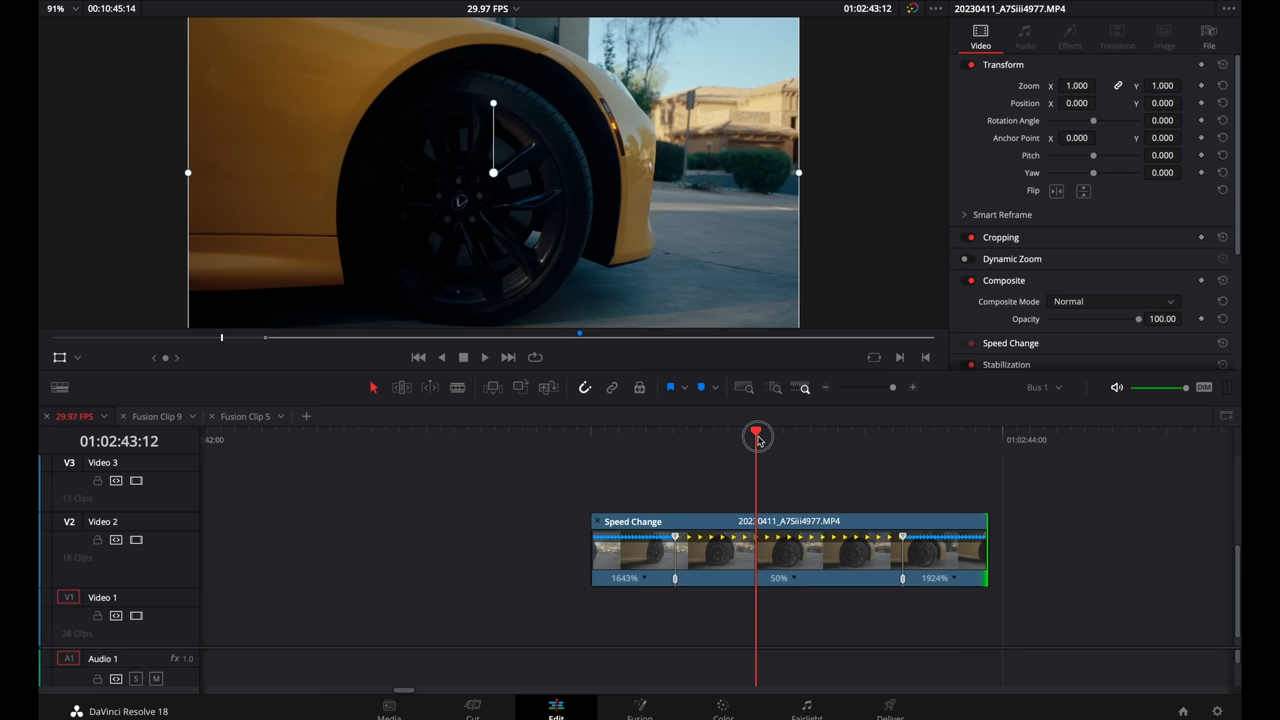 91% 00:10:45:14 29.97 FPS 01:02:43:12 20230411_A7Siii4977.MP4
Video Audio Effects Transition Image File
Transform
Zoom X 1.000 Y 1.000
Position X 0.000 Y 0.000
Rotation Angle 0.000
Anchor Point X 0.000 Y 0.000
Pitch 0.000
Yaw 0.000
Flip
Smart Reframe
Cropping
Dynamic Zoom
Composite
Composite Mode Normal
Opacity 100.00
Speed Change
Stabilization
Bus 1 DIM
29.97 FPS Fusion Clip 9 Fusion Clip 5
01:02:43:12 :42:00 01:02:44:00
V3 Video 3
13 Clips
V2 Video 2
18 Clips
Speed Change 20230411_A7Siii4977.MP4
1643% 50% 1924%
V1 Video 1
28 Clips
A1 Audio 1 fx 1.0
S M
DaVinci Resolve 18 Media Cut Edit Fusion Color Fairlight Deliver